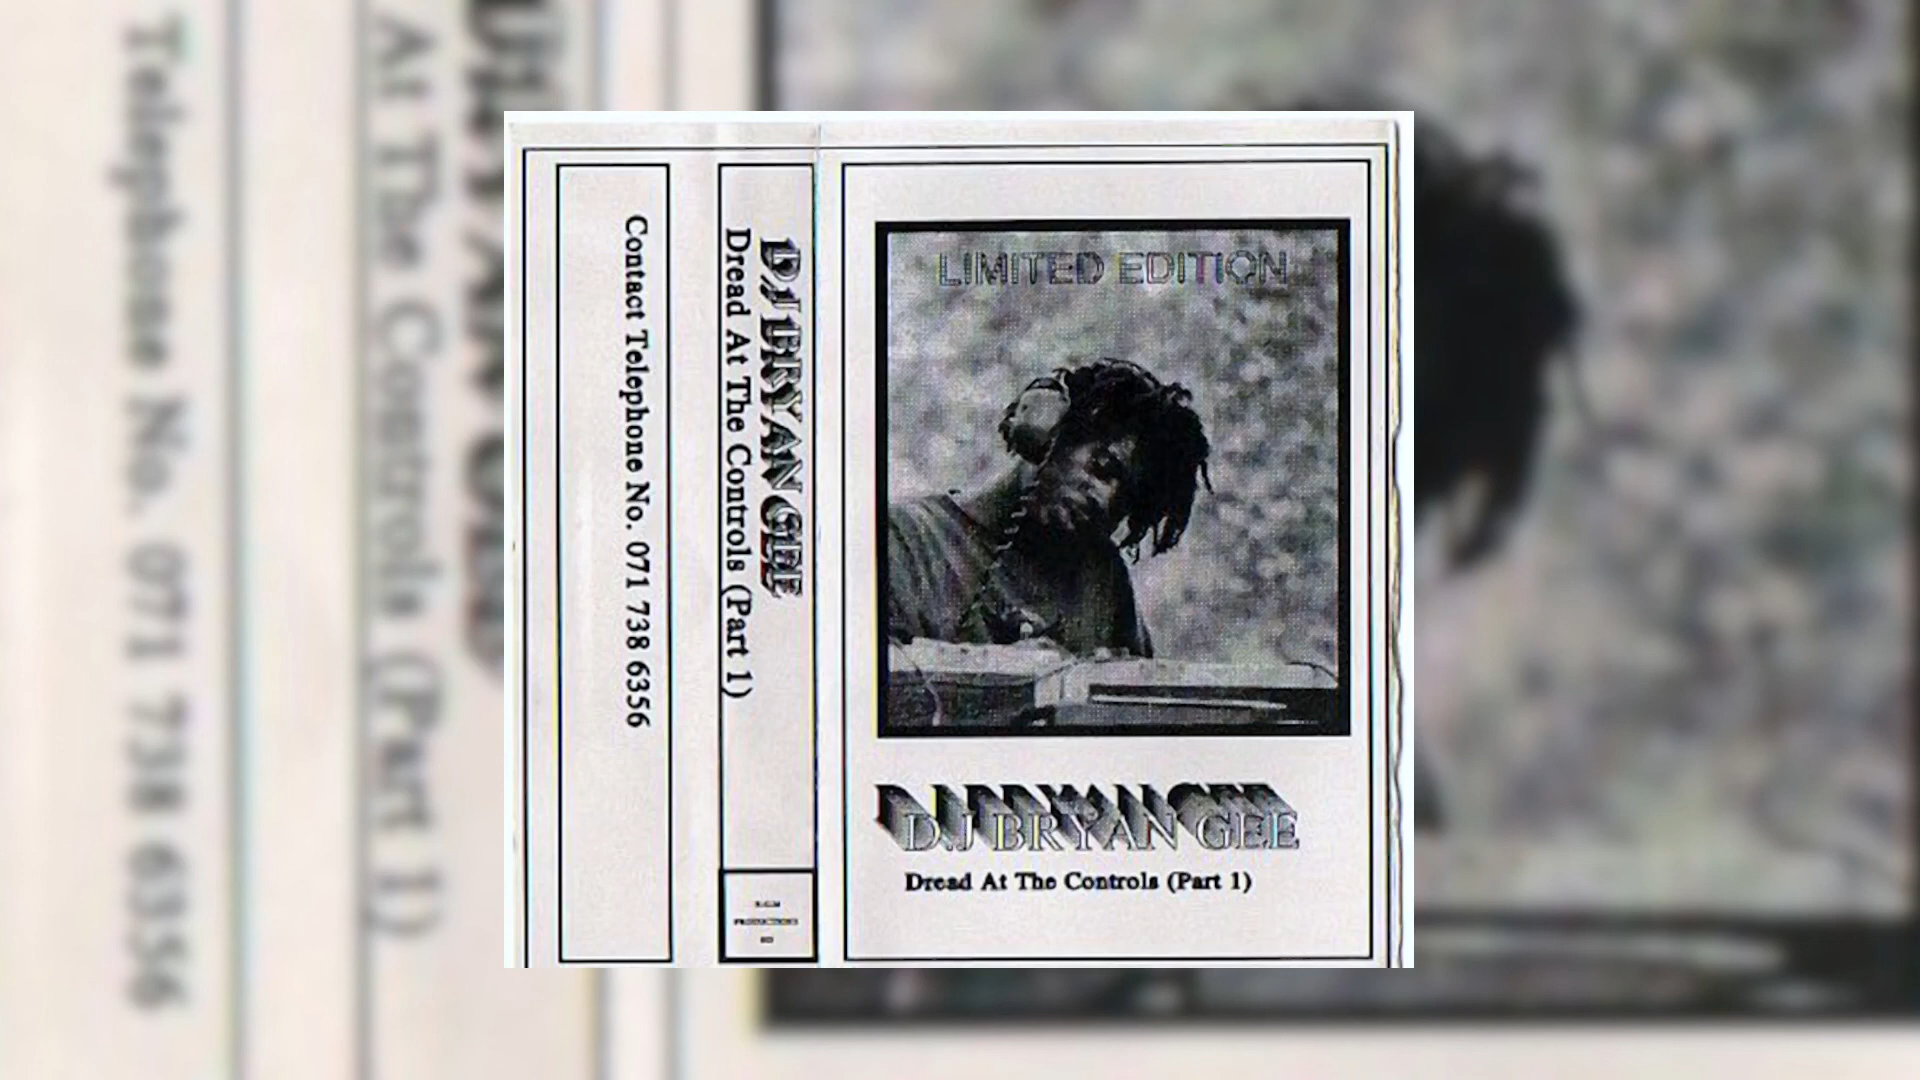 Contact Telephone No. 071 738 6356
DJ BRYAN GEE
Dread At The Controls (Part 1)
LIMITED EDITION
DJ BRYAN GEE
Dread At The Controls (Part 1)